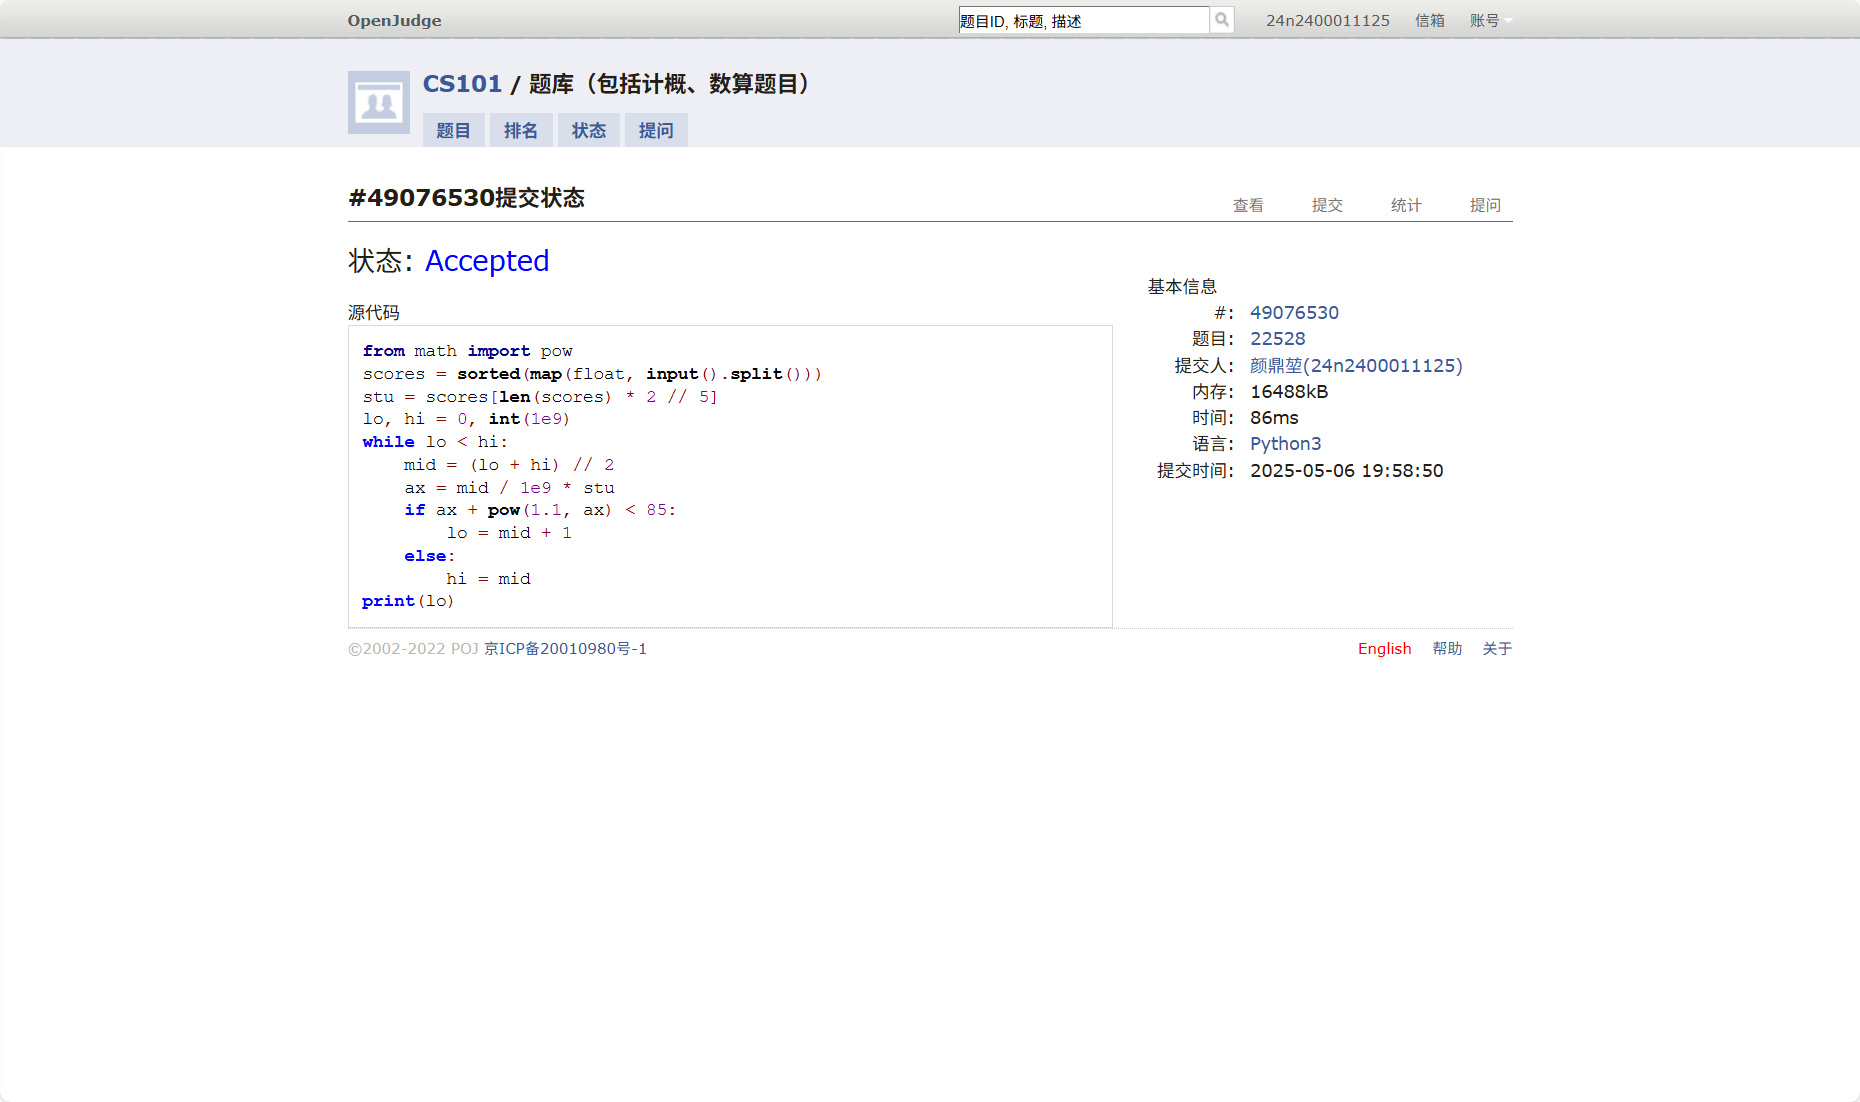 OpenJudge
题目ID, 标题, 描述
24n2400011125 信箱 账号
CS101 / 题库（包括计概、数算题目）
题目 排名 状态 提问
#49076530提交状态
查看 提交 统计 提问
状态: Accepted
源代码
from math import pow
scores = sorted(map(float, input().split()))
stu = scores[len(scores) * 2 // 5]
lo, hi = 0, int(1e9)
while lo < hi:
    mid = (lo + hi) // 2
    ax = mid / 1e9 * stu
    if ax + pow(1.1, ax) < 85:
        lo = mid + 1
    else:
        hi = mid
print(lo)
基本信息
#: 49076530
题目: 22528
提交人: 颜鼎堃(24n2400011125)
内存: 16488kB
时间: 86ms
语言: Python3
提交时间: 2025-05-06 19:58:50
©2002-2022 POJ 京ICP备20010980号-1
English 帮助 关于